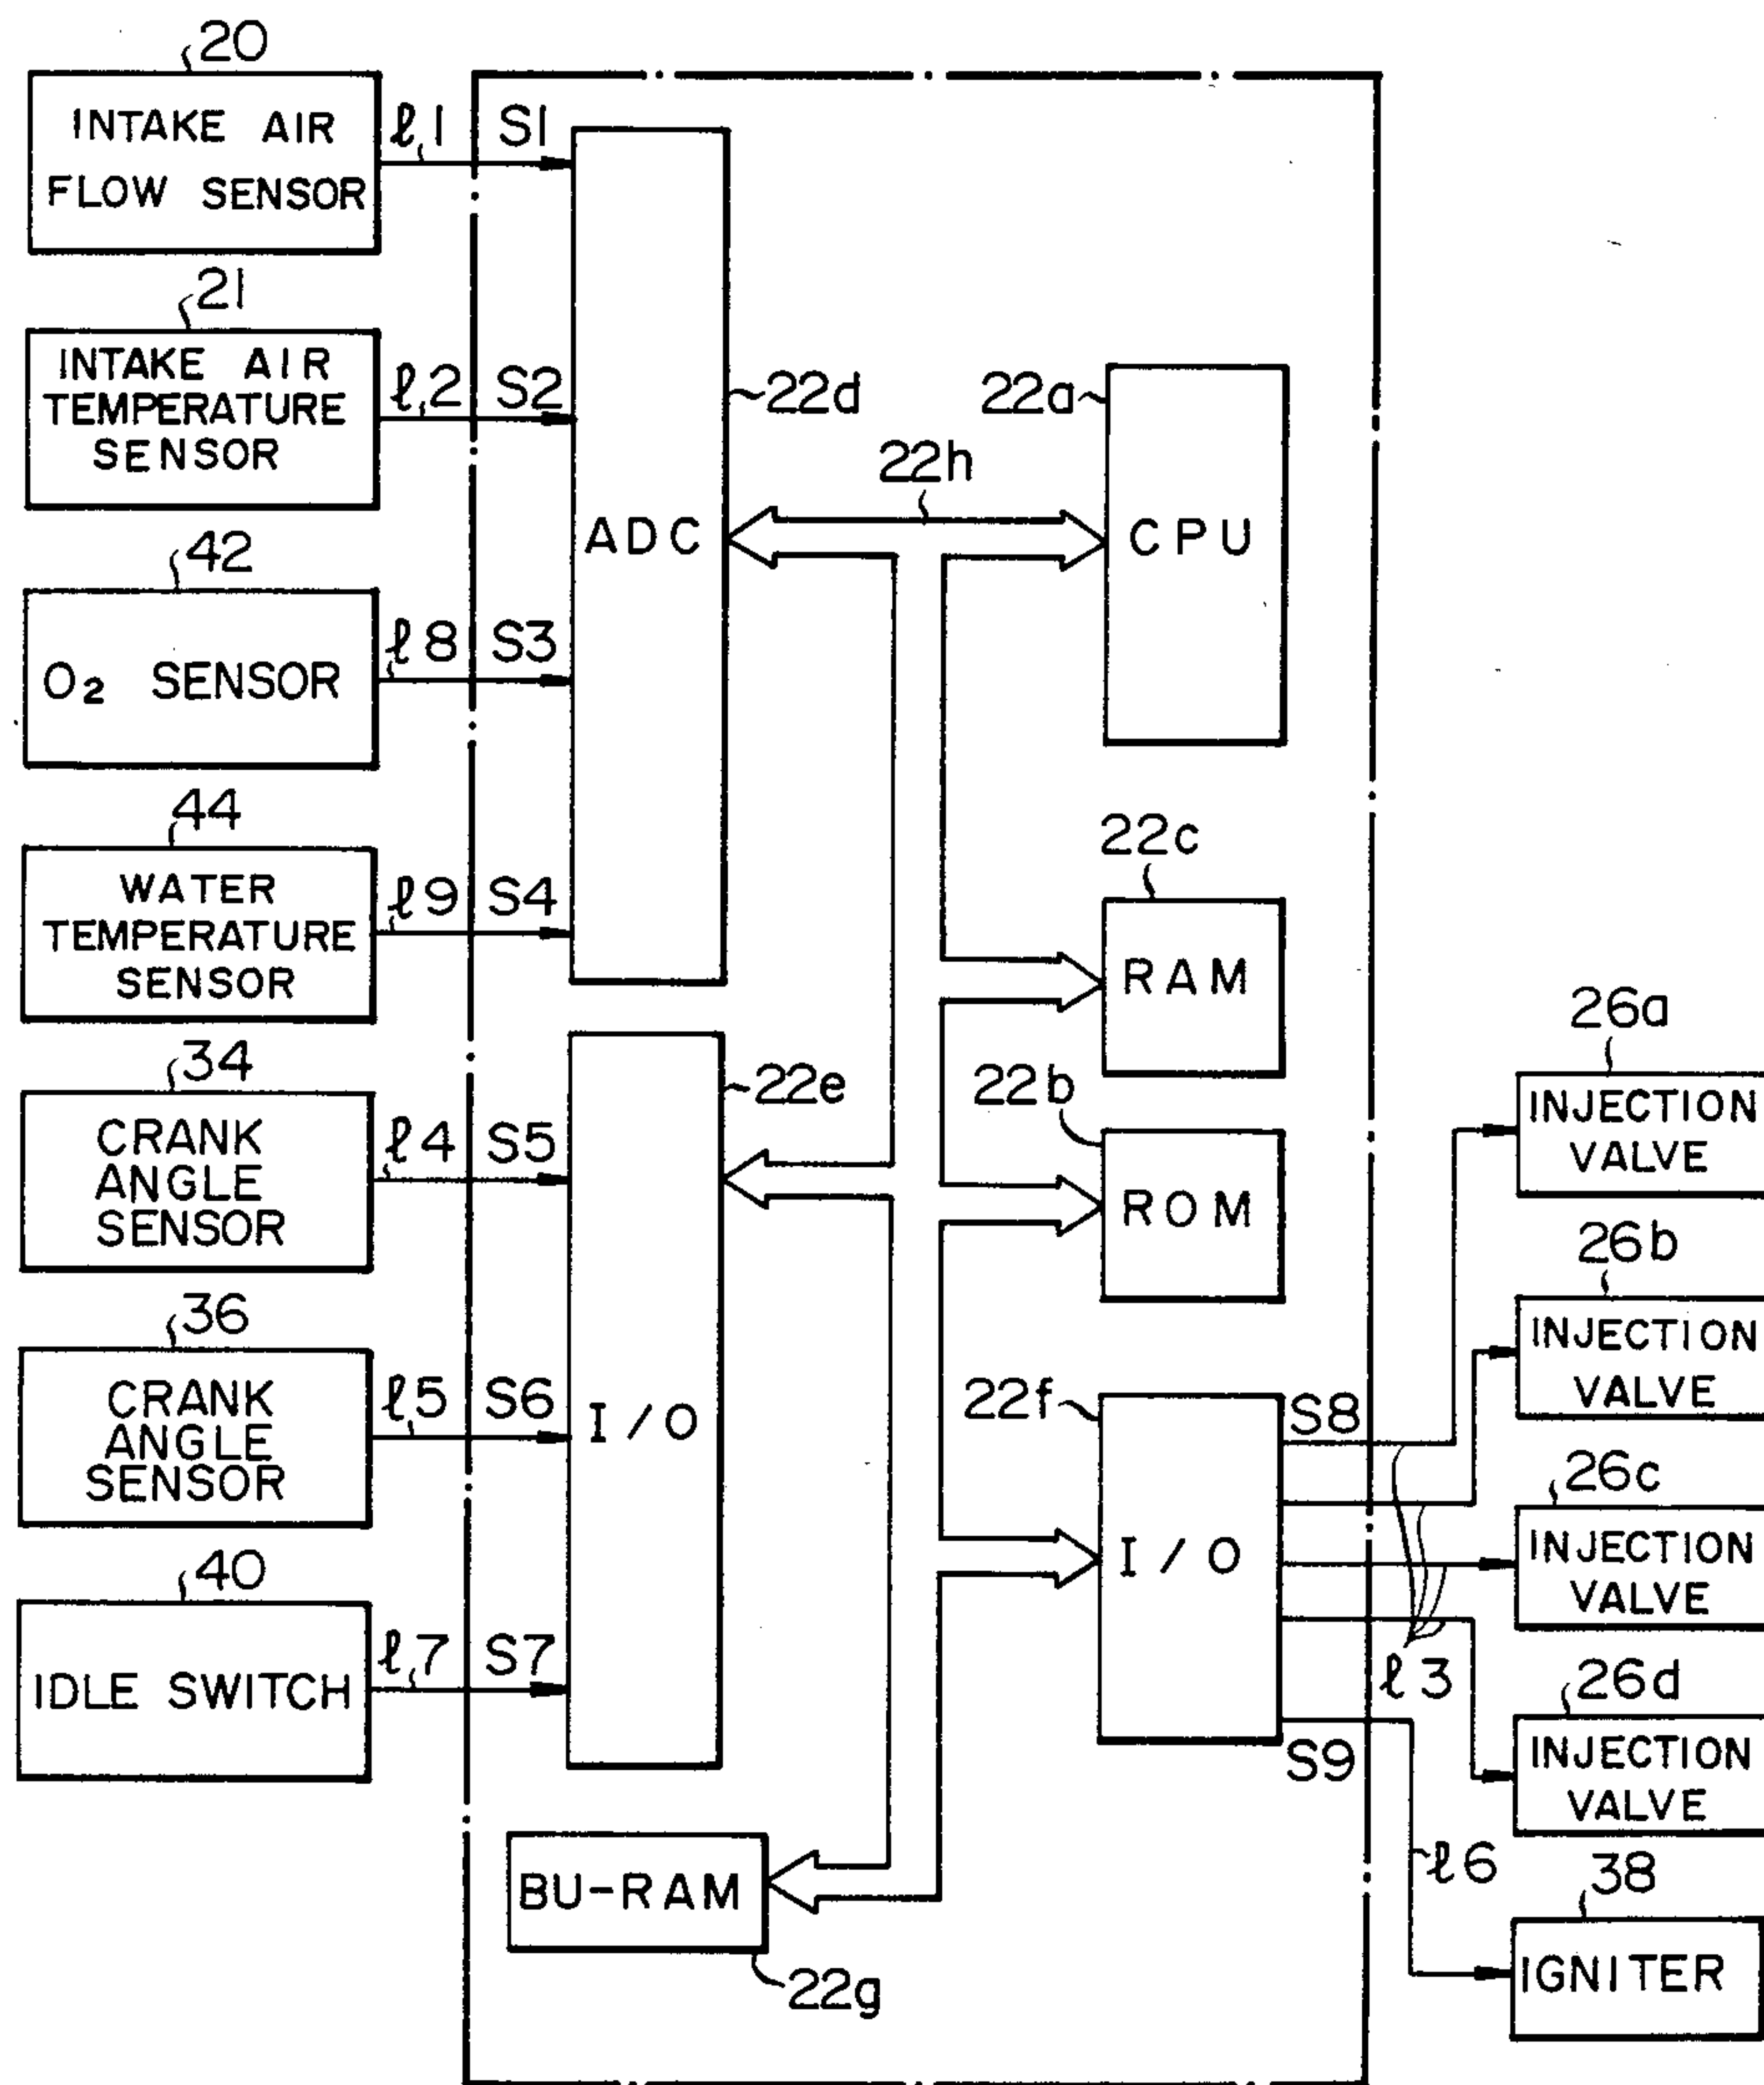 20
INTAKE AIR
FLOW SENSOR
ℓ1
S1
21
INTAKE AIR
TEMPERATURE
SENSOR
ℓ2
S2
42
O₂ SENSOR
ℓ8
S3
44
WATER
TEMPERATURE
SENSOR
ℓ9
S4
34
CRANK
ANGLE
SENSOR
ℓ4
S5
36
CRANK
ANGLE
SENSOR
ℓ5
S6
40
IDLE SWITCH
ℓ7
S7
ADC
22d
22h
22a
CPU
22c
RAM
22b
ROM
22e
I/O
22f
I/O
S8
S9
BU-RAM
22g
ℓ3
ℓ6
26a
INJECTION
VALVE
26b
INJECTION
VALVE
26c
INJECTION
VALVE
26d
INJECTION
VALVE
38
IGNITER